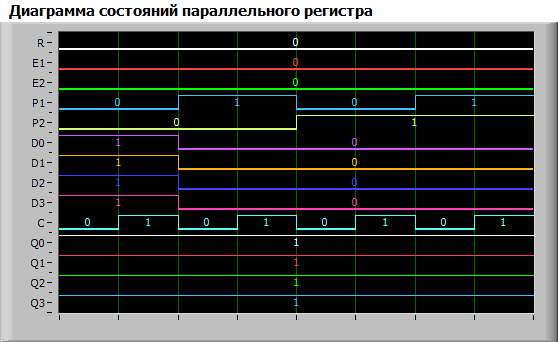 Диаграмма состояний параллельного регистра
R 0
E1 0
E2 0
P1 0 1 0 1
P2 0 1
D0 1 0
D1 1 0
D2 1 0
D3 1 0
C 0 1 0 1 0 1 0 1
Q0 1
Q1 1
Q2 1
Q3 1